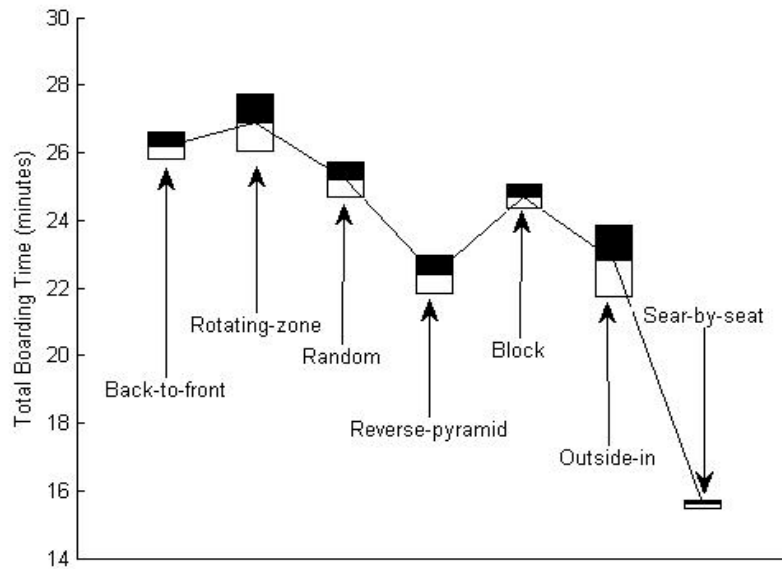 Total Boarding Time (minutes)
30
28
26
24
22
20
18
16
14
Back-to-front
Rotating-zone
Random
Reverse-pyramid
Block
Outside-in
Sear-by-seat